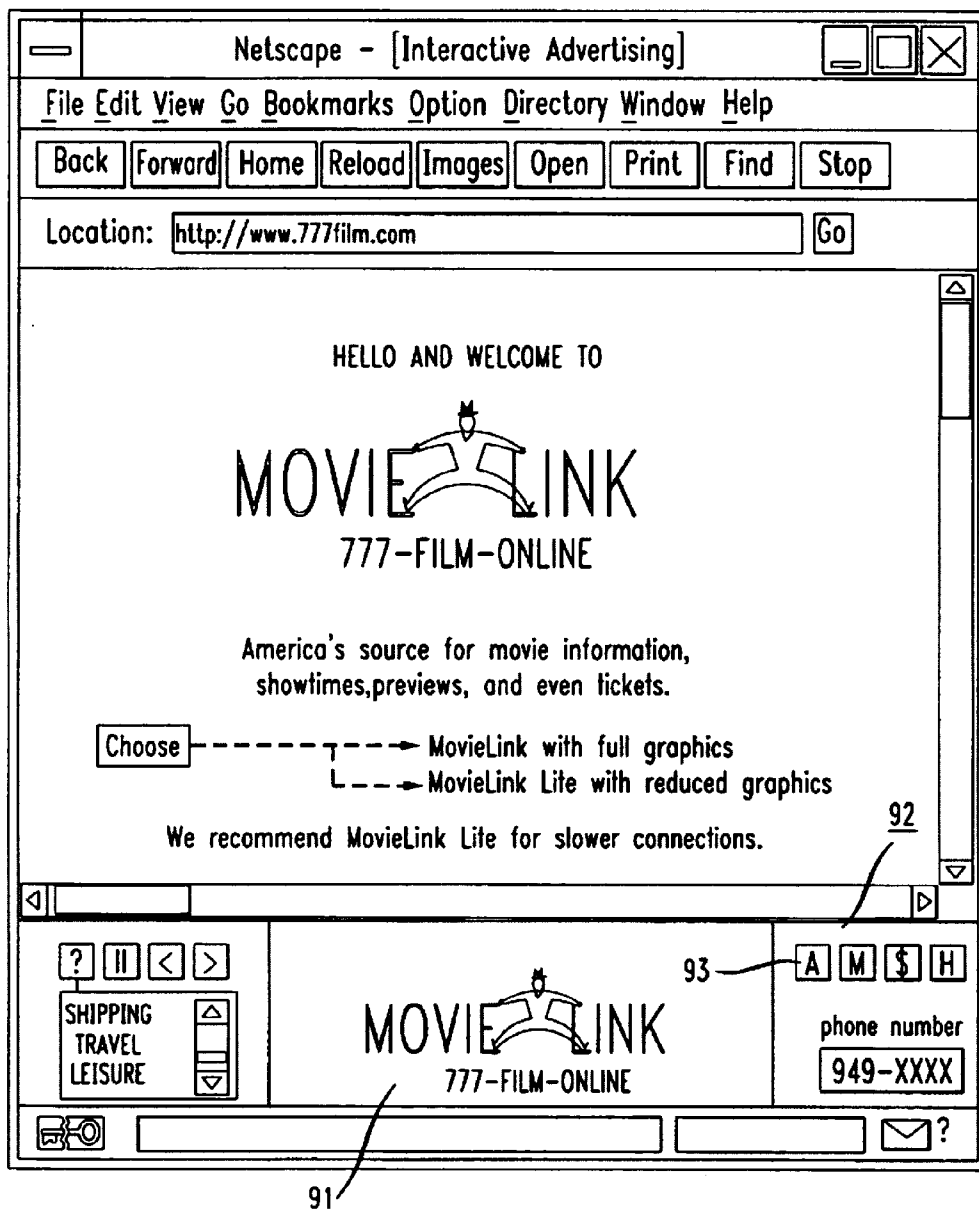 Netscape - [Interactive Advertising]
File Edit View Go Bookmarks Option Directory Window Help
Back Forward Home Reload Images Open Print Find Stop
Location: http://www.777film.com Go
HELLO AND WELCOME TO
MOVIE LINK
777-FILM-ONLINE
America's source for movie information,
showtimes,previews, and even tickets.
Choose MovieLink with full graphics
MovieLink Lite with reduced graphics
We recommend MovieLink Lite for slower connections.
92
? II < >
93 A M $ H
SHIPPING
TRAVEL
LEISURE
MOVIE LINK
777-FILM-ONLINE
phone number
949-XXXX
?
91